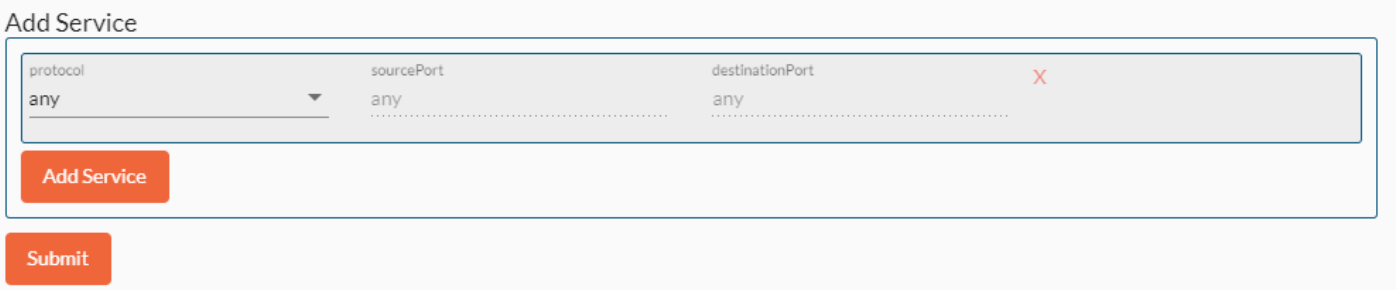 Add Service
protocol sourcePort destinationPort X
any any any
Add Service
Submit